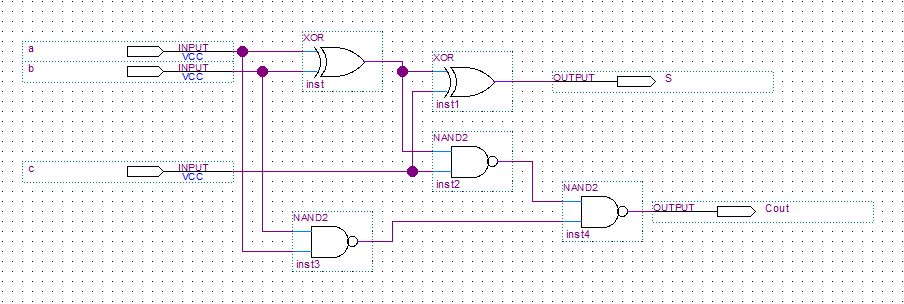 XOR
a INPUT
VCC
b INPUT
VCC
inst
XOR
OUTPUT S
inst1
NAND2
c INPUT
VCC
inst2
NAND2
OUTPUT Cout
inst4
NAND2
inst3